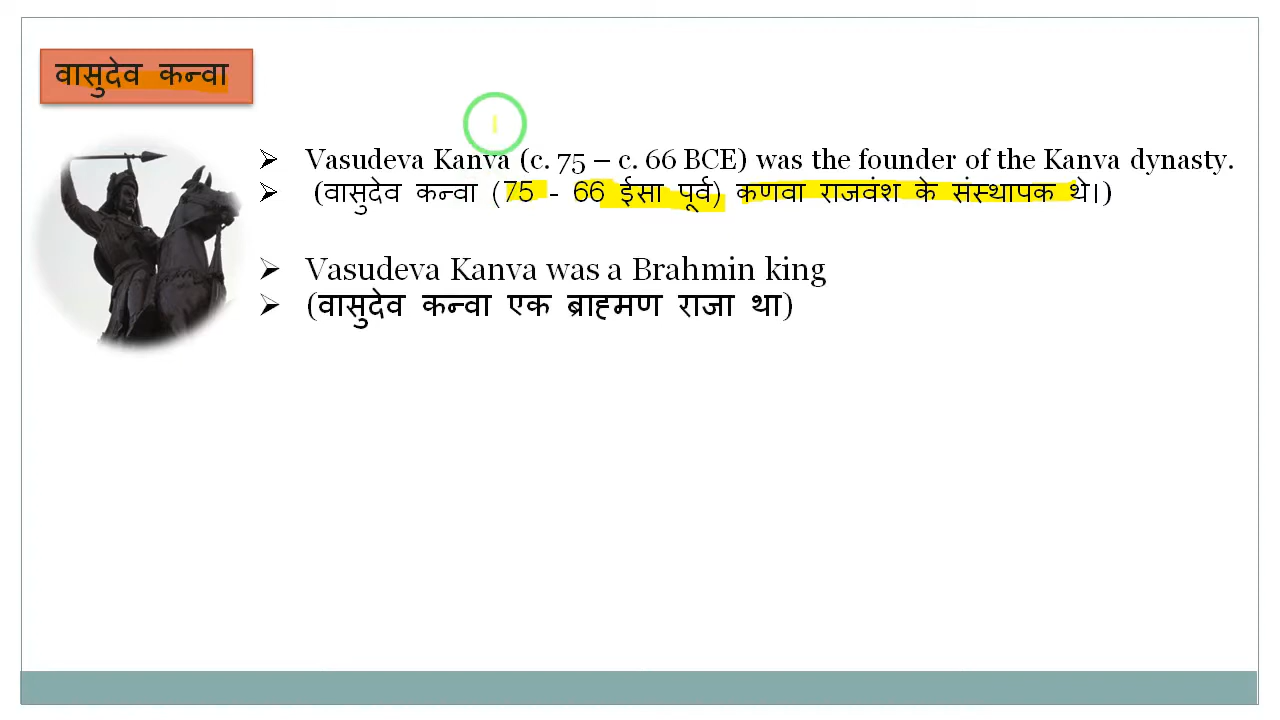 वासुदेव कन्वा
Vasudeva Kanva (c. 75 – c. 66 BCE) was the founder of the Kanva dynasty.
(वासुदेव कन्वा (75 - 66 ईसा पूर्व) कणवा राजवंश के संस्थापक थे।)
Vasudeva Kanva was a Brahmin king
(वासुदेव कन्वा एक ब्राह्मण राजा था)